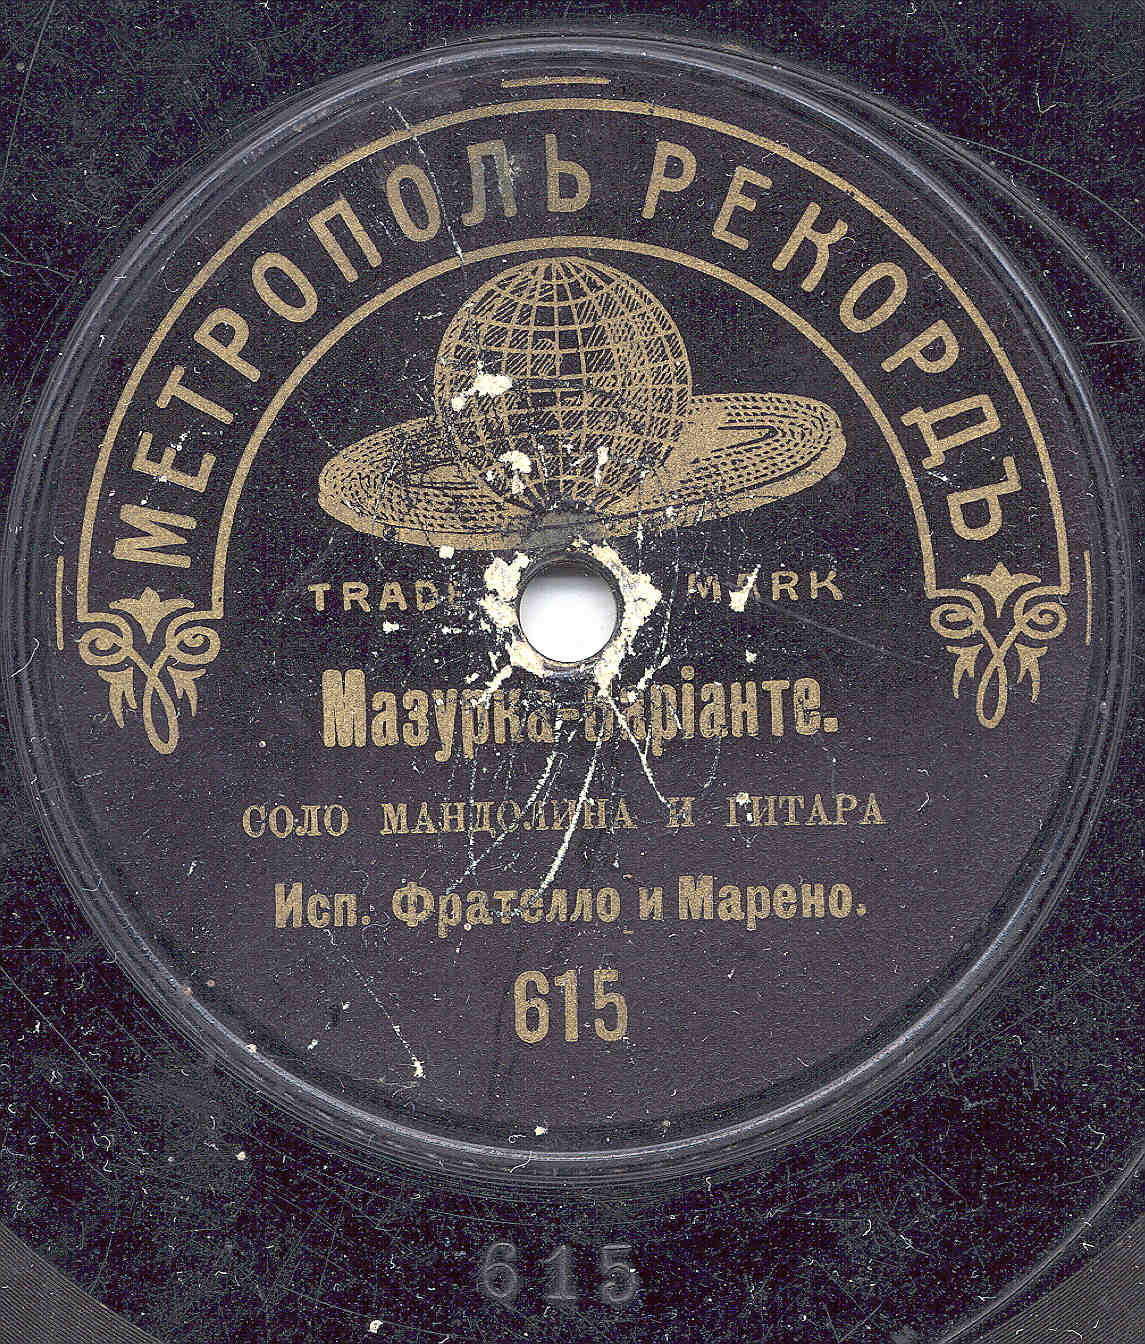 МЕТРОПОЛЬ РЕКОРДЪ
TRADE MARK
Мазурка-Варіанте.
СОЛО МАНДОЛИНА И ГИТАРА
Исп. Фрателло и Марено.
615
615